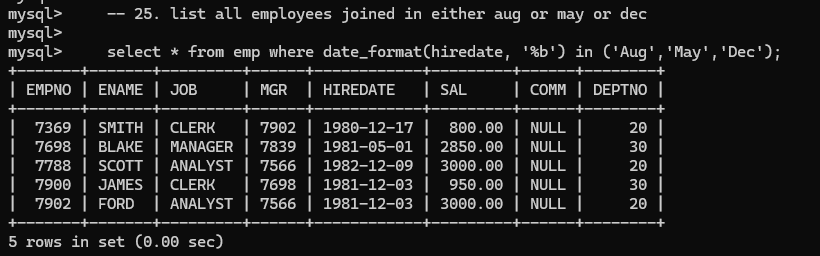 mysql>
mysql>     -- 25. list all employees joined in either aug or may or dec
mysql>
mysql>     select * from emp where date_format(hiredate, '%b') in ('Aug','May','Dec');
+-------+-------+---------+------+------------+---------+------+--------+
| EMPNO | ENAME | JOB     | MGR  | HIREDATE   | SAL     | COMM | DEPTNO |
+-------+-------+---------+------+------------+---------+------+--------+
|  7369 | SMITH | CLERK   | 7902 | 1980-12-17 |  800.00 | NULL |     20 |
|  7698 | BLAKE | MANAGER | 7839 | 1981-05-01 | 2850.00 | NULL |     30 |
|  7788 | SCOTT | ANALYST | 7566 | 1982-12-09 | 3000.00 | NULL |     20 |
|  7900 | JAMES | CLERK   | 7698 | 1981-12-03 |  950.00 | NULL |     30 |
|  7902 | FORD  | ANALYST | 7566 | 1981-12-03 | 3000.00 | NULL |     20 |
+-------+-------+---------+------+------------+---------+------+--------+
5 rows in set (0.00 sec)